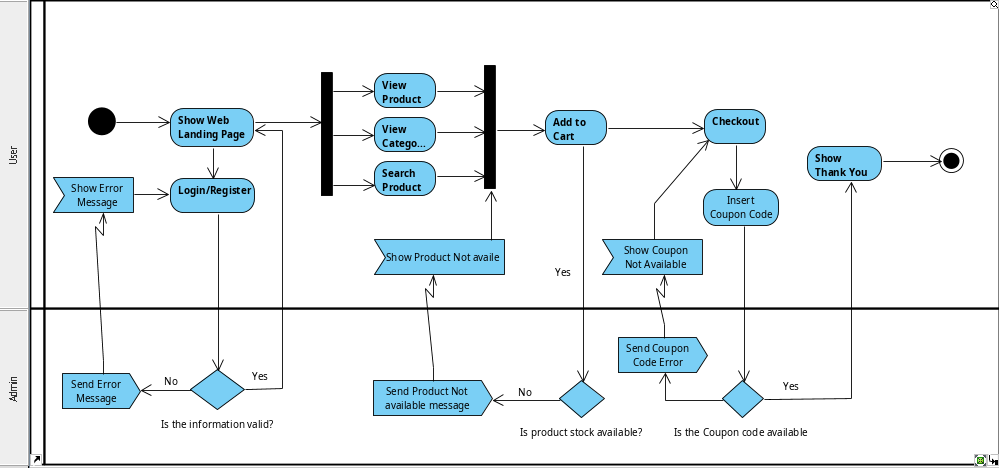 User
View
Product
Show Web
Landing Page
View
Catego...
Add to
Cart
Checkout
Show
Thank You
Search
Product
Show Error
Message
Login/Register
Insert
Coupon Code
Show Product Not availe
Show Coupon
Not Available
Yes
Admin
Send Coupon
Code Error
Send Error
Message
No
Yes
Send Product Not
available message
No
Yes
Is the information valid?
Is product stock available?
Is the Coupon code available